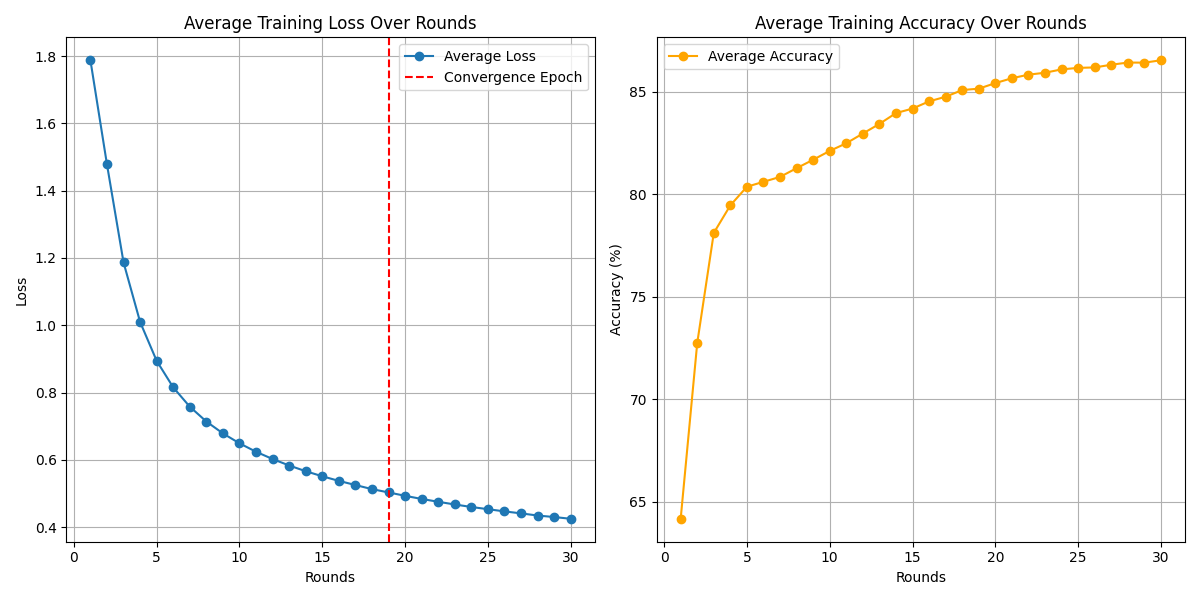 Average Training Loss Over Rounds
1.8
1.6
1.4
1.2
1.0
0.8
0.6
0.4
Loss
0 5 10 15 20 25 30
Rounds
Average Loss
Convergence Epoch
Average Training Accuracy Over Rounds
85
80
75
70
65
Accuracy (%)
0 5 10 15 20 25 30
Rounds
Average Accuracy